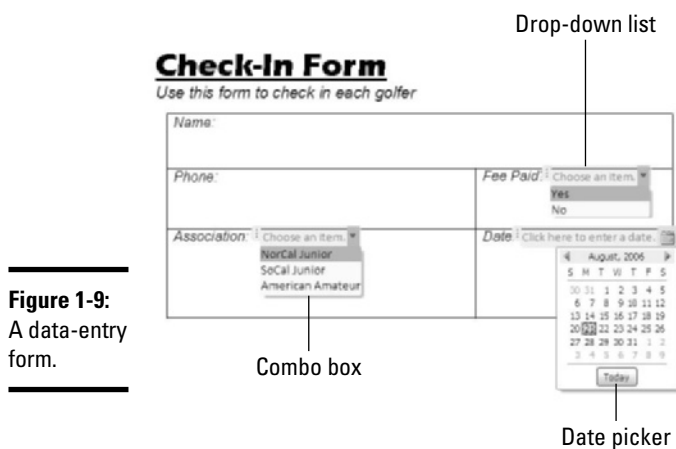 Drop-down list
Check-In Form
Use this form to check in each golfer
Name:
Phone:
Fee Paid: Choose an item.
Yes
No
Association: Choose an item.
NorCal Junior
SoCal Junior
American Amateur
Date Click here to enter a date.
August, 2006
S M T W T F S
30 31 1 2 3 4 5
6 7 8 9 10 11 12
13 14 15 16 17 18 19
20 21 22 23 24 25 26
27 28 29 30 31 1 2
3 4 5 6 7 8 9
Today
Figure 1-9:
A data-entry
form.
Combo box
Date picker